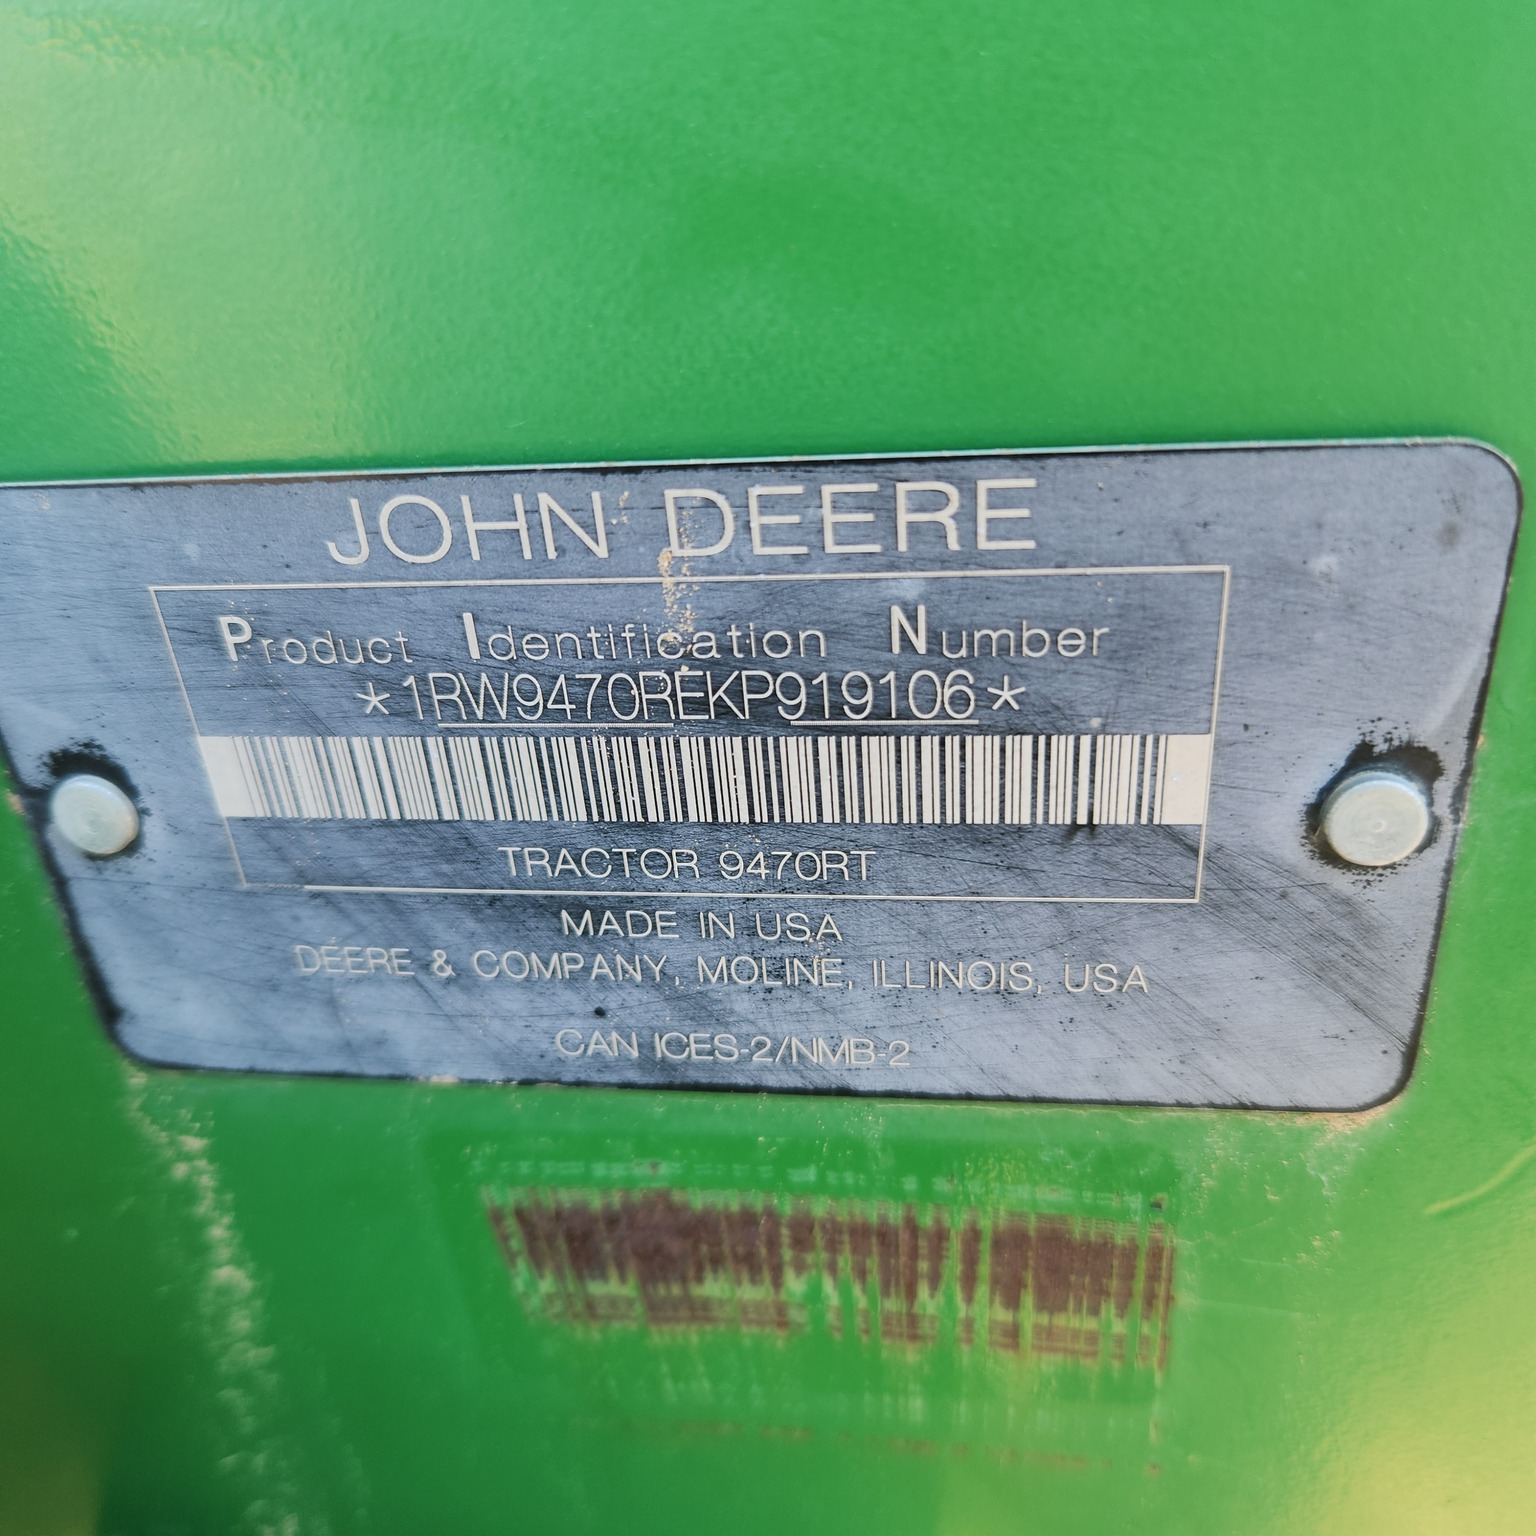 JOHN DEERE
Product Identification Number
*1RW9470REKP919106*
TRACTOR 9470RT
MADE IN USA
DEERE & COMPANY, MOLINE, ILLINOIS, USA
CAN ICES-2/NMB-2